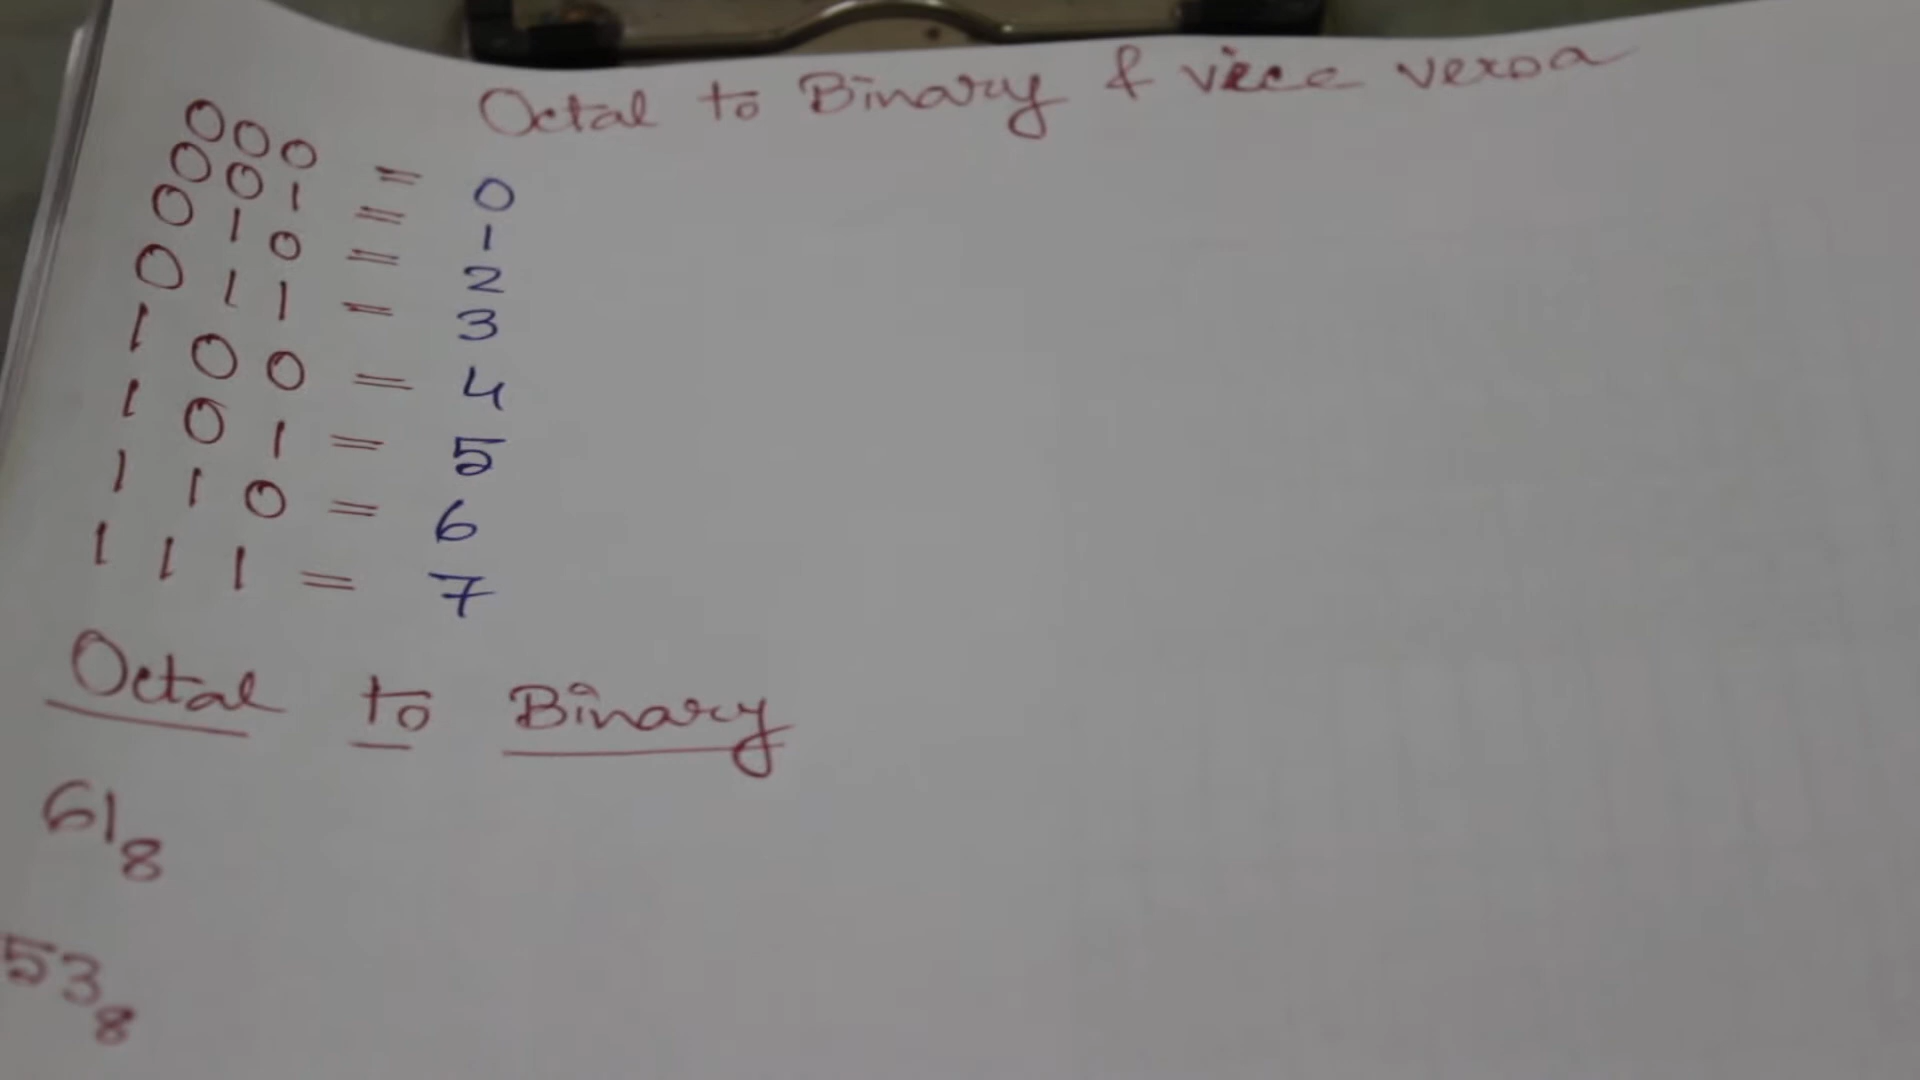 Octal to Binary & vice versa
000 = 0
001 = 1
010 = 2
011 = 3
100 = 4
101 = 5
110 = 6
111 = 7
Octal to Binary
61₈
53₈